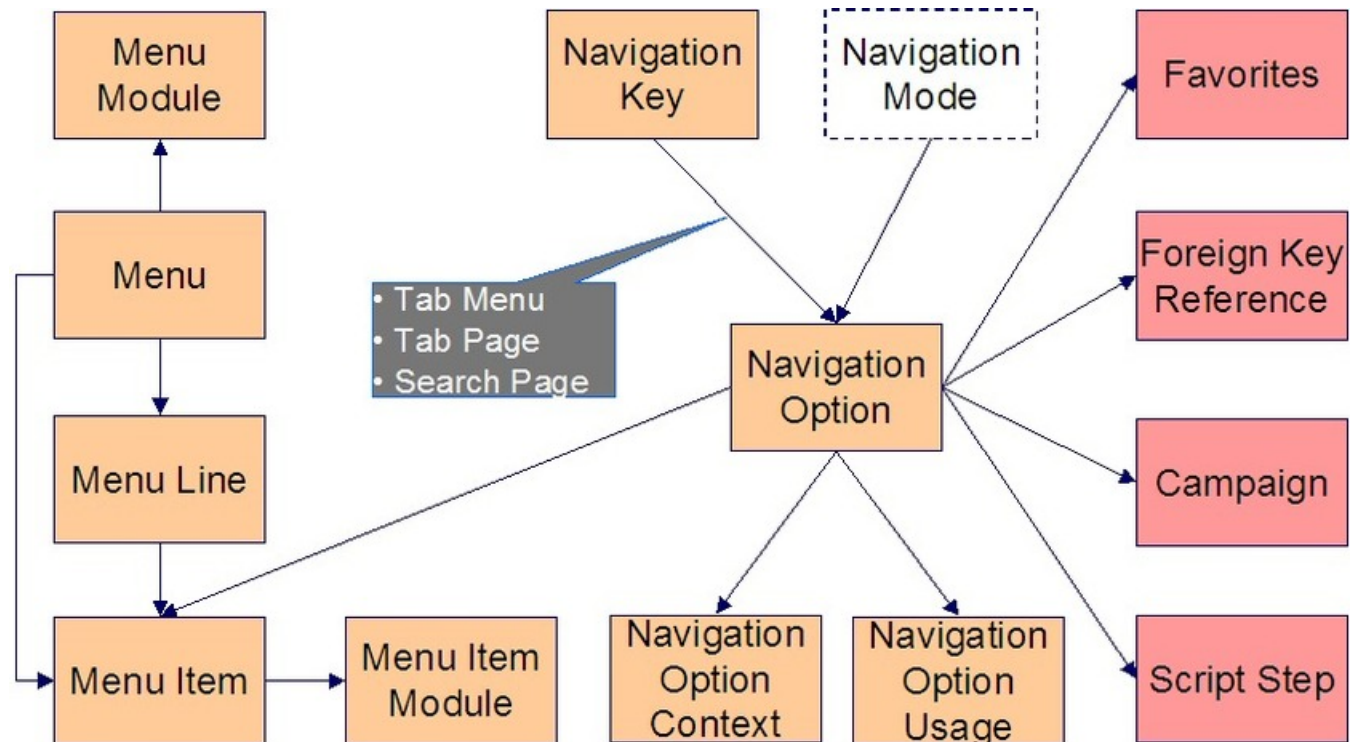 Menu
Module
Navigation
Key
Navigation
Mode
Favorites
Menu
Foreign Key
Reference
• Tab Menu
• Tab Page
• Search Page
Navigation
Option
Menu Line
Campaign
Menu Item
Menu Item
Module
Navigation
Option
Context
Navigation
Option
Usage
Script Step